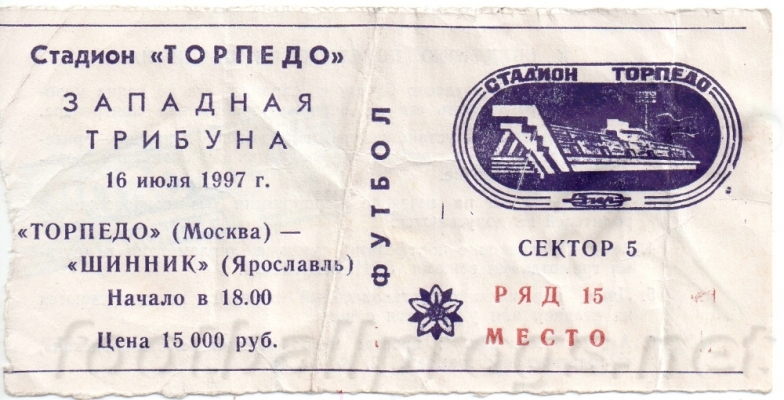 Стадион «ТОРПЕДО»
ЗАПАДНАЯ
ТРИБУНА
16 июля 1997 г.
«ТОРПЕДО» (Москва) —
«ШИННИК» (Ярославль)
Начало в 18.00
Цена 15 000 руб.
ФУТБОЛ
СТАДИОН ТОРПЕДО
СЕКТОР 5
РЯД 15
МЕСТО